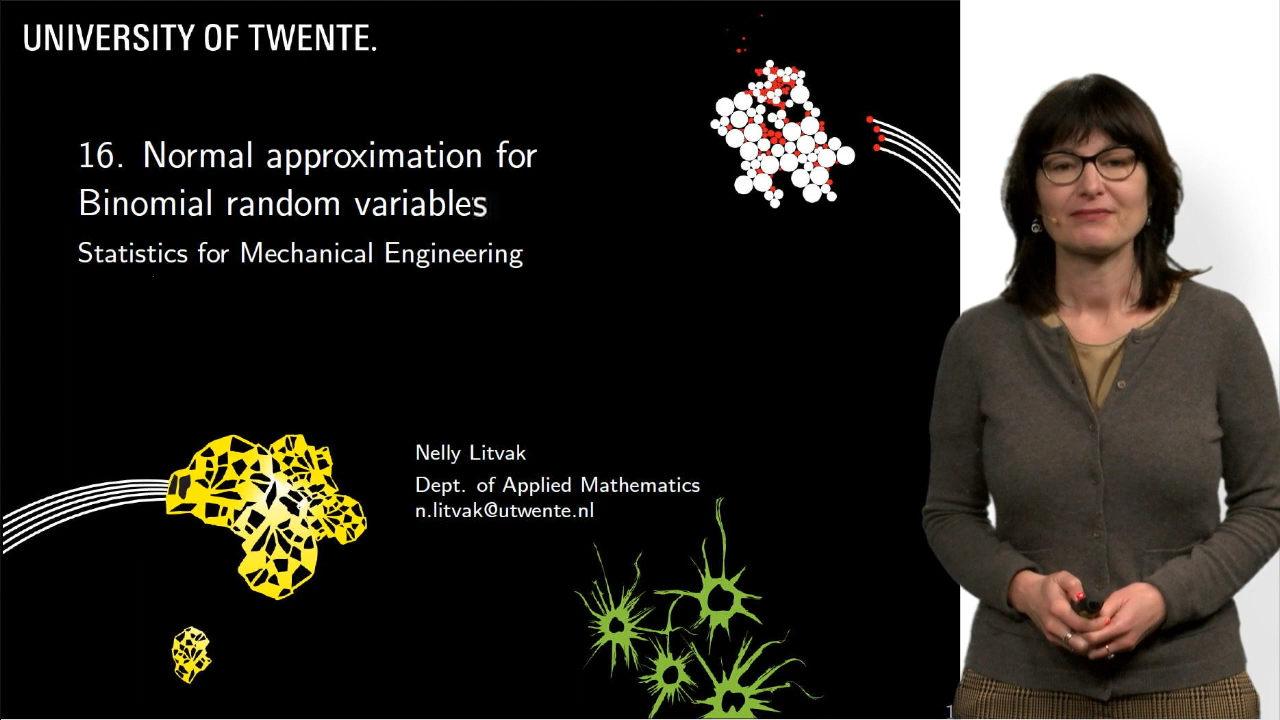 UNIVERSITY OF TWENTE.
16. Normal approximation for
Binomial random variables
Statistics for Mechanical Engineering
Nelly Litvak
Dept. of Applied Mathematics
n.litvak@utwente.nl
1